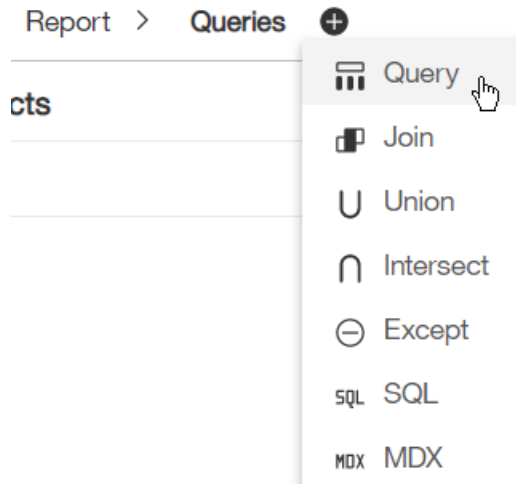 Report > Queries
Query
cts
Join
Union
Intersect
Except
SQL SQL
MDX MDX